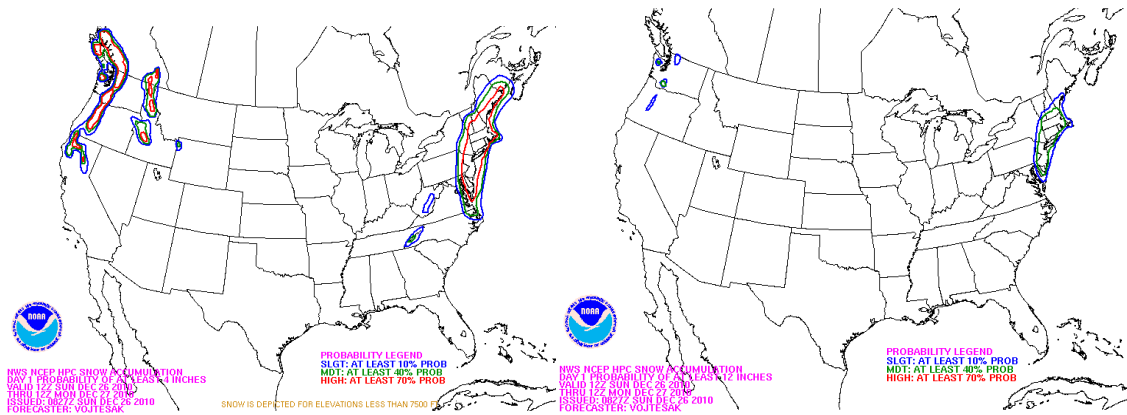 NOAA
PROBABILITY LEGEND
SLGT: AT LEAST 10% PROB
MDT: AT LEAST 40% PROB
HIGH: AT LEAST 70% PROB
NWS NCEP HPC SNOW ACCUMULATION
DAY 1 PROBABILITY OF AT LEAST 4 INCHES
VALID 12Z SUN DEC 26 2010
THRU 12Z MON DEC 27 2010
ISSUED: 0827Z SUN DEC 26 2010
FORECASTER: VOJTESAK
SNOW IS DEPICTED FOR ELEVATIONS LESS THAN 7500 FT
NOAA
PROBABILITY LEGEND
SLGT: AT LEAST 10% PROB
MDT: AT LEAST 40% PROB
HIGH: AT LEAST 70% PROB
NWS NCEP HPC SNOW ACCUMULATION
DAY 1 PROBABILITY OF AT LEAST 12 INCHES
VALID 12Z SUN DEC 26 2010
THRU 12Z MON DEC 27 2010
ISSUED: 0827Z SUN DEC 26 2010
FORECASTER: VOJTESAK